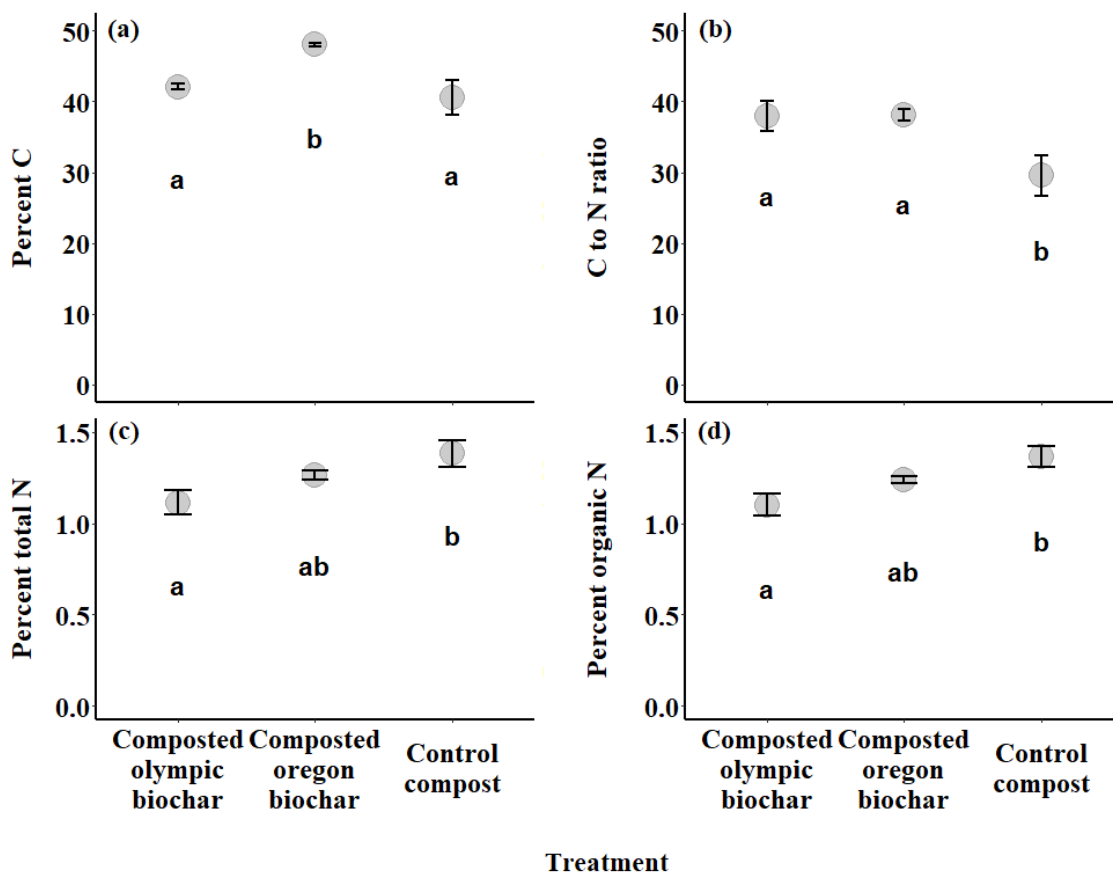 (a)
Percent C
50
40
30
20
10
0
a
b
a
(b)
C to N ratio
50
40
30
20
10
0
a
a
b
(c)
Percent total N
1.5
1.0
0.5
0.0
a
ab
b
Composted
olympic
biochar
Composted
oregon
biochar
Control
compost
(d)
Percent organic N
1.5
1.0
0.5
0.0
a
ab
b
Composted
olympic
biochar
Composted
oregon
biochar
Control
compost
Treatment